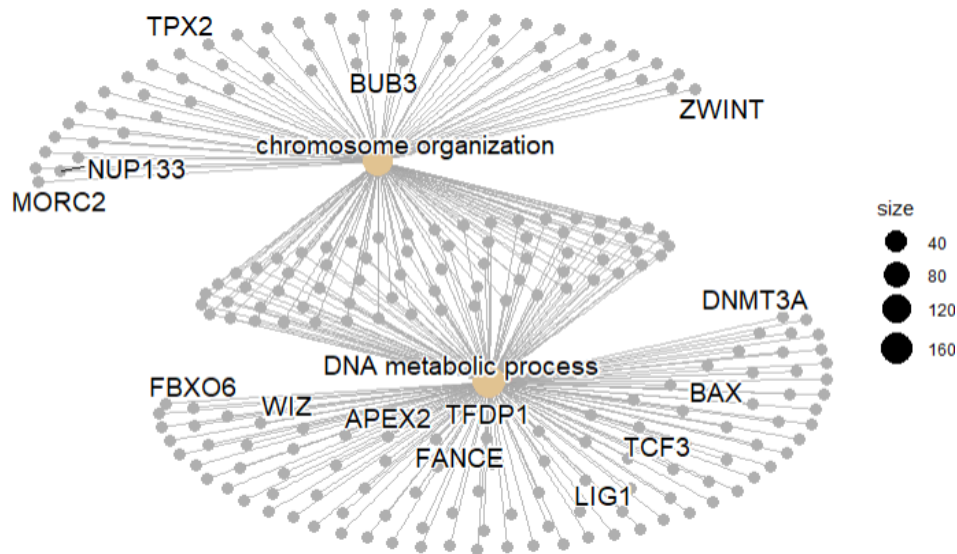 TPX2
BUB3
ZWINT
chromosome organization
NUP133
MORC2
size
40
80
120
160
DNMT3A
DNA metabolic process
FBXO6
BAX
WIZ
APEX2
TFDP1
TCF3
FANCE
LIG1